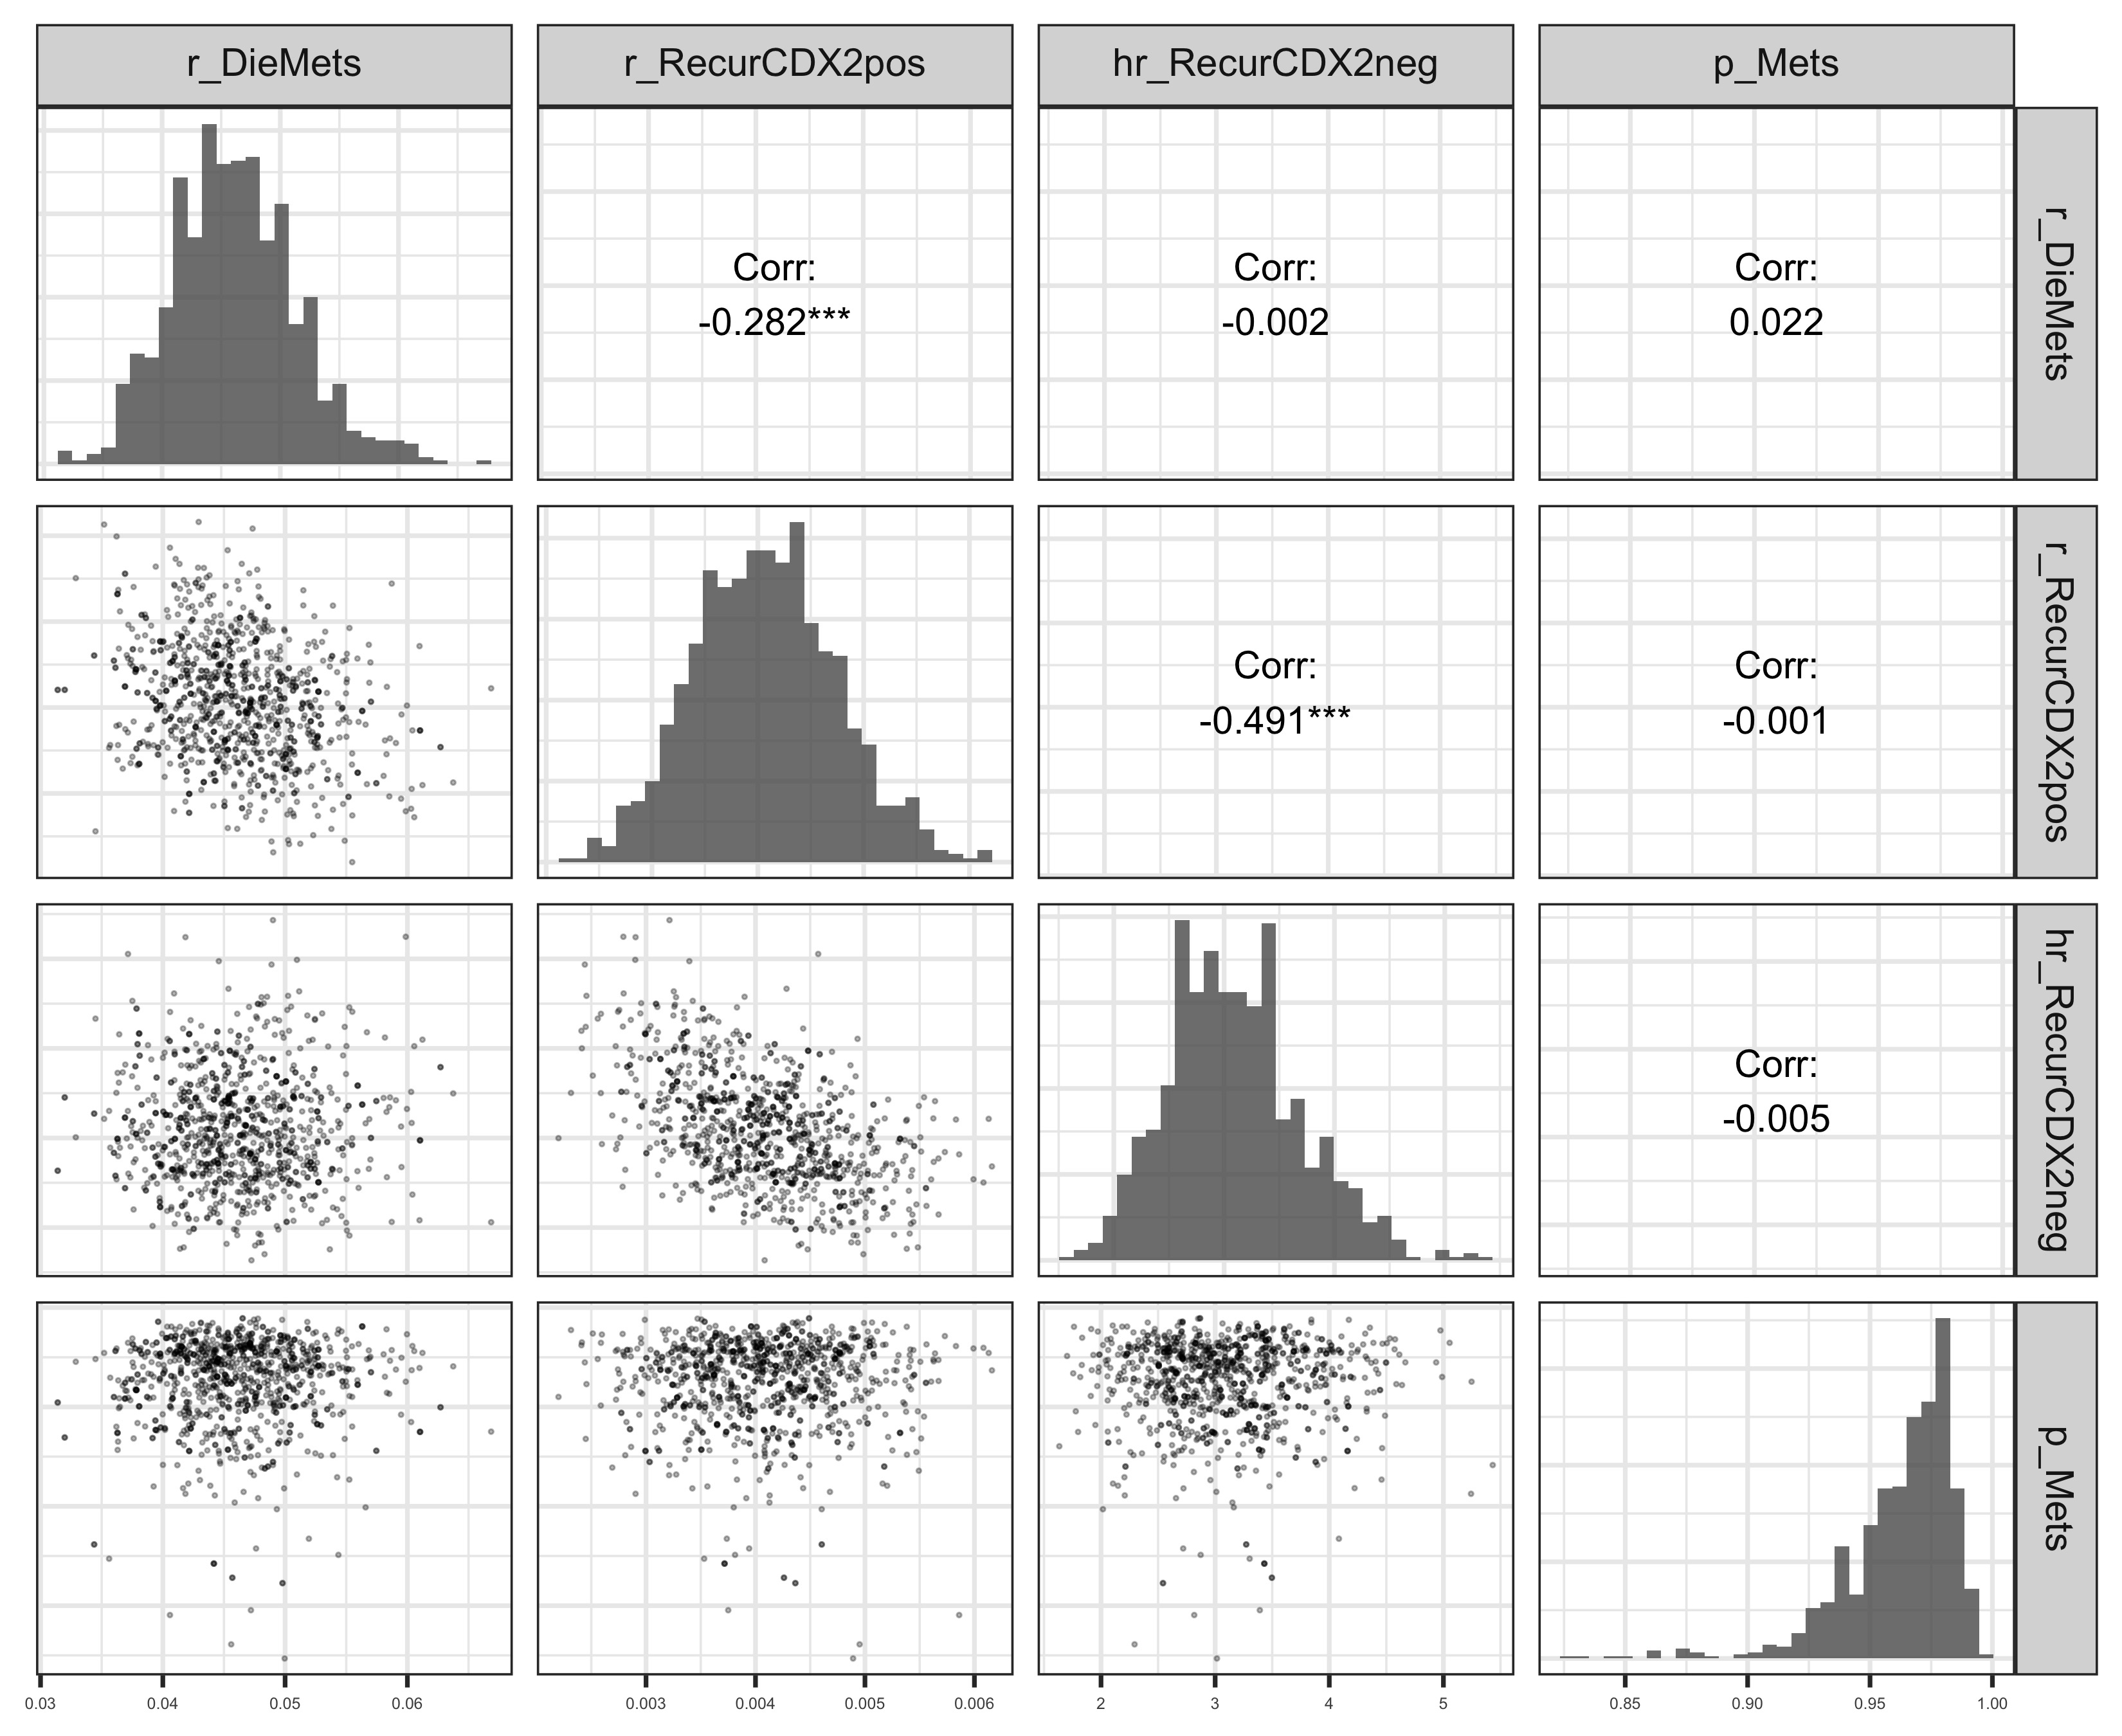 r_DieMets r_RecurCDX2pos hr_RecurCDX2neg p_Mets
Corr: Corr: Corr:
-0.282*** -0.002 0.022
r_DieMets
Corr: Corr:
-0.491*** -0.001
r_RecurCDX2pos
Corr:
-0.005
hr_RecurCDX2neg
p_Mets
0.03 0.04 0.05 0.06 0.003 0.004 0.005 0.006 2 3 4 5 0.85 0.90 0.95 1.00